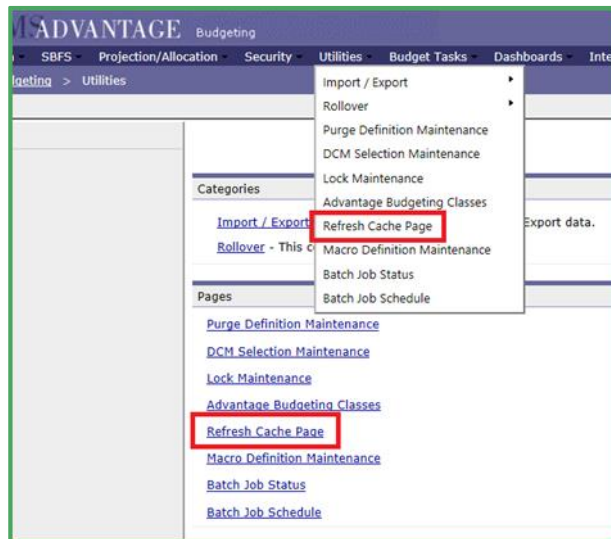 ADVANTAGE Budgeting
SBFS Projection/Allocation Security Utilities Budget Tasks Dashboards
> Utilities
Import / Export
Rollover
Purge Definition Maintenance
DCM Selection Maintenance
Lock Maintenance
Advantage Budgeting Classes
Refresh Cache Page
Macro Definition Maintenance
Batch Job Status
Batch Job Schedule
Categories
Import / Export Export data.
Rollover - This
Pages
Purge Definition Maintenance
DCM Selection Maintenance
Lock Maintenance
Advantage Budgeting Classes
Refresh Cache Page
Macro Definition Maintenance
Batch Job Status
Batch Job Schedule